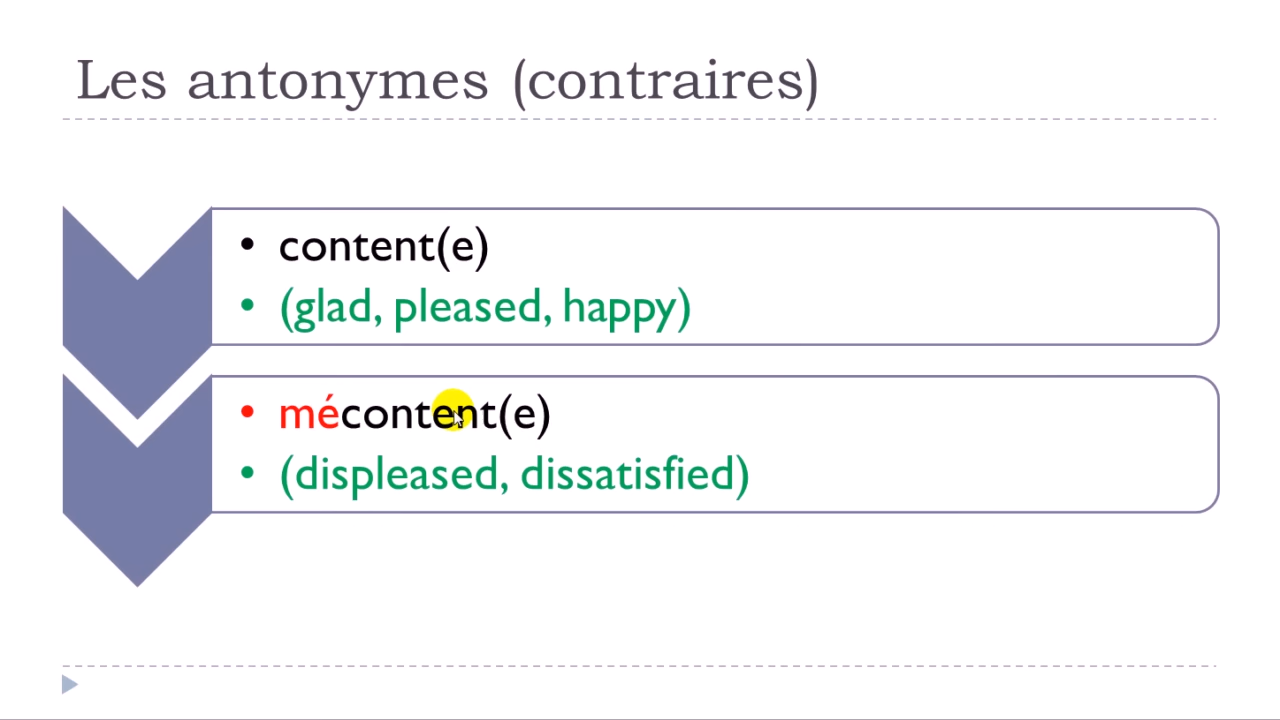 Les antonymes (contraires)
• content(e)
• (glad, pleased, happy)
• mécontent(e)
• (displeased, dissatisfied)